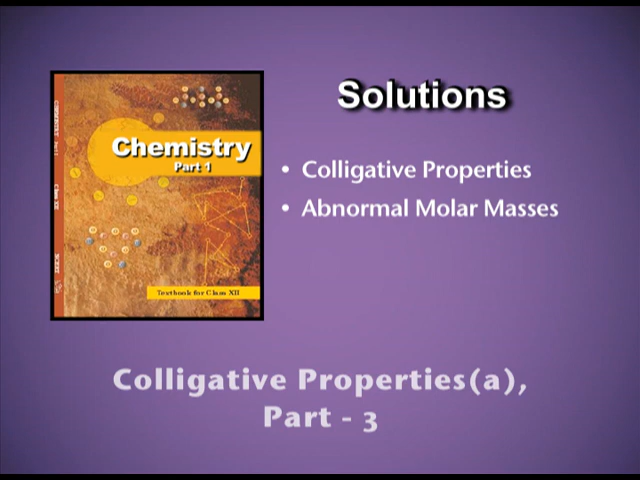 Solutions
Chemistry
Part 1
• Colligative Properties
• Abnormal Molar Masses
Textbook for Class XII
Colligative Properties(a),
Part - 3